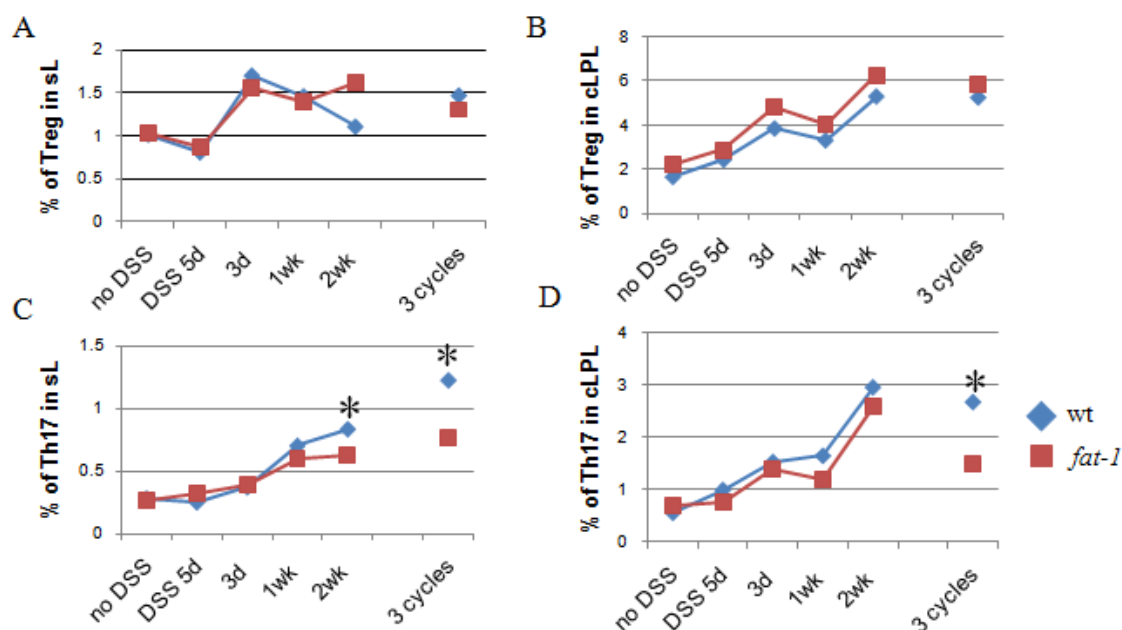 A
% of Treg in sL
2
1.5
1
0.5
0
no DSS
DSS 5d
3d
1wk
2wk
3 cycles
B
% of Treg in cLPL
8
6
4
2
0
no DSS
DSS 5d
3d
1wk
2wk
3 cycles
C
% of Th17 in sL
1.5
1
0.5
0
*
*
no DSS
DSS 5d
3d
1wk
2wk
3 cycles
D
% of Th17 in cLPL
4
3
2
1
0
*
no DSS
DSS 5d
3d
1wk
2wk
3 cycles
wt
fat-1